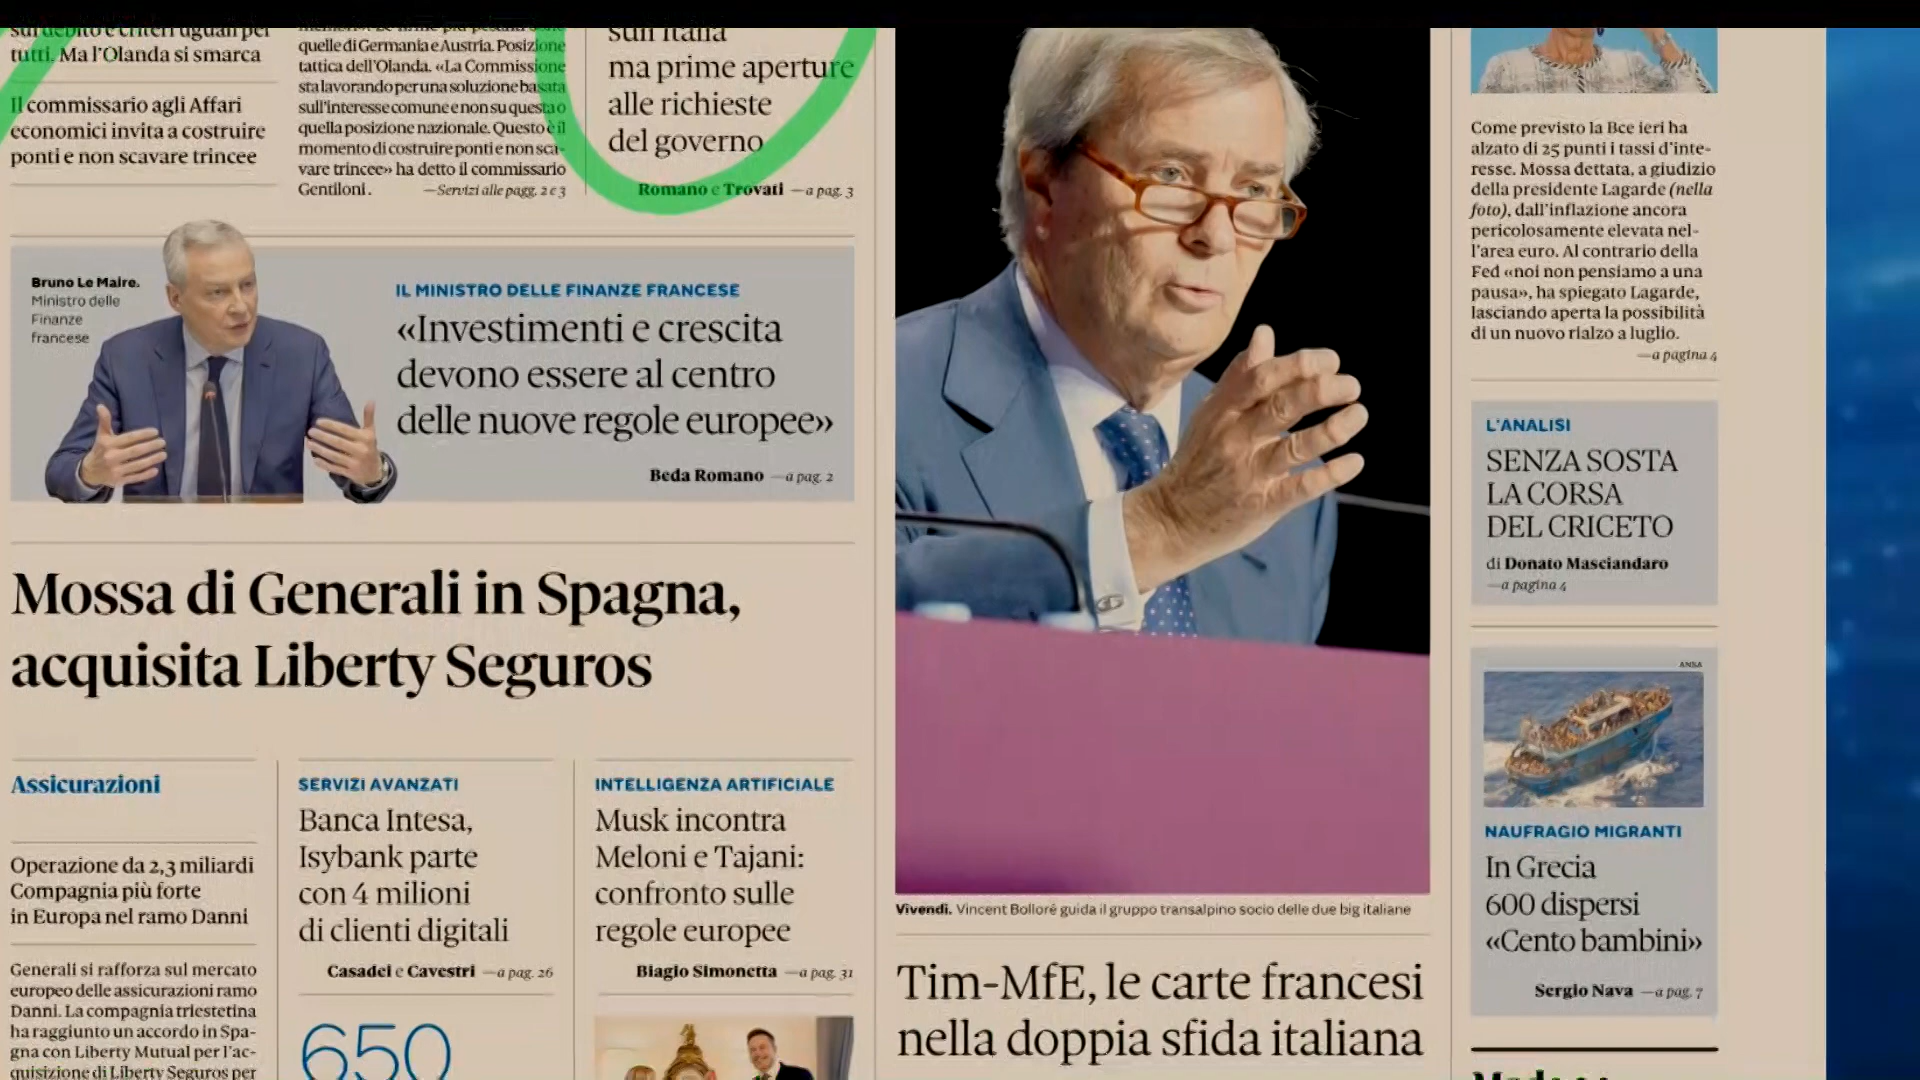 sul debito e criteri uguali per
tutti. Ma l'Olanda si smarca
Il commissario agli Affari
economici invita a costruire
ponti e non scavare trincee
quelle di Germania e Austria. Posizione
tattica dell'Olanda. «La Commissione
sta lavorando per una soluzione basata
sull'interesse comune e non su questa o
quella posizione nazionale. Questo è il
momento di costruire ponti e non sca-
vare trincee» ha detto il commissario
Gentiloni. —Servizi alle pagg. 2 e 3
sull'Italia
ma prime aperture
alle richieste
del governo
Romano e Trovati —a pag. 3
Bruno Le Maire.
Ministro delle
Finanze
francese
IL MINISTRO DELLE FINANZE FRANCESE
«Investimenti e crescita
devono essere al centro
delle nuove regole europee»
Beda Romano —a pag. 2
Mossa di Generali in Spagna,
acquisita Liberty Seguros
Assicurazioni
Operazione da 2,3 miliardi
Compagnia più forte
in Europa nel ramo Danni
Generali si rafforza sul mercato
europeo delle assicurazioni ramo
Danni. La compagnia triestetina
ha raggiunto un accordo in Spa-
gna con Liberty Mutual per l'ac-
quisizione di Liberty Seguros per
SERVIZI AVANZATI
Banca Intesa,
Isybank parte
con 4 milioni
di clienti digitali
Casadei e Cavestri —a pag. 26
650
INTELLIGENZA ARTIFICIALE
Musk incontra
Meloni e Tajani:
confronto sulle
regole europee
Biagio Simonetta —a pag. 31
Vivendi. Vincent Bolloré guida il gruppo transalpino socio delle due big italiane
Tim-MfE, le carte francesi
nella doppia sfida italiana
Come previsto la Bce ieri ha
alzato di 25 punti i tassi d'inte-
resse. Mossa dettata, a giudizio
della presidente Lagarde (nella
foto), dall'inflazione ancora
pericolosamente elevata nel-
l'area euro. Al contrario della
Fed «noi non pensiamo a una
pausa», ha spiegato Lagarde,
lasciando aperta la possibilità
di un nuovo rialzo a luglio.
—a pagina 4
L'ANALISI
SENZA SOSTA
LA CORSA
DEL CRICETO
di Donato Masciandaro
—a pagina 4
ANSA
NAUFRAGIO MIGRANTI
In Grecia
600 dispersi
«Cento bambini»
Sergio Nava —a pag. 7